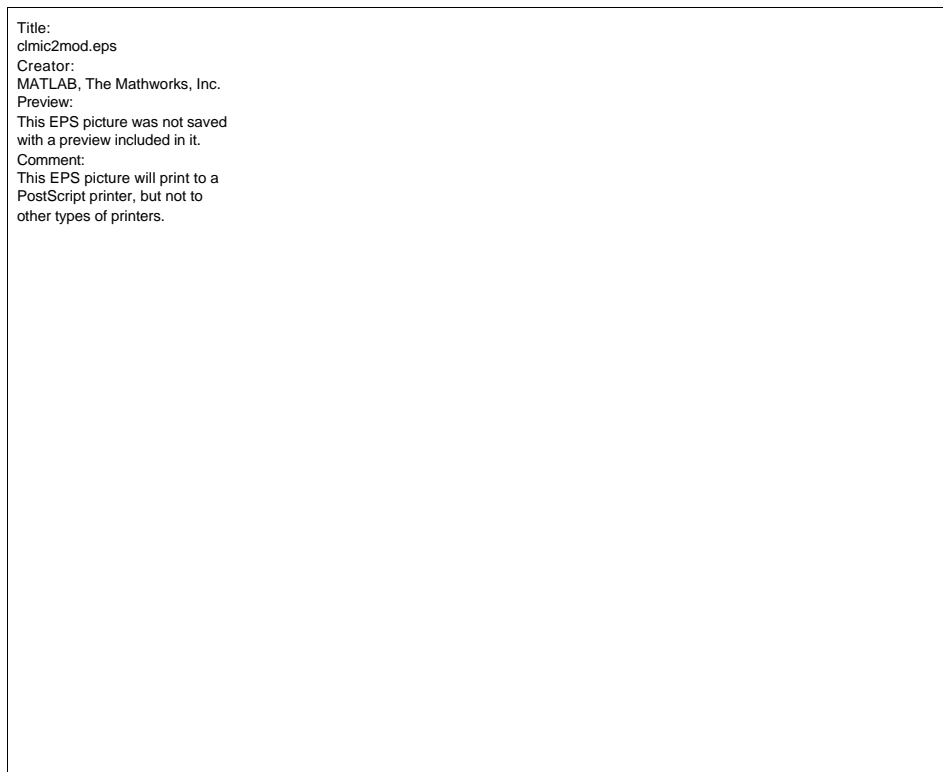 Title:
clmic2mod.eps
Creator:
MATLAB, The Mathworks, Inc.
Preview:
This EPS picture was not saved
with a preview included in it.
Comment:
This EPS picture will print to a
PostScript printer, but not to
other types of printers.